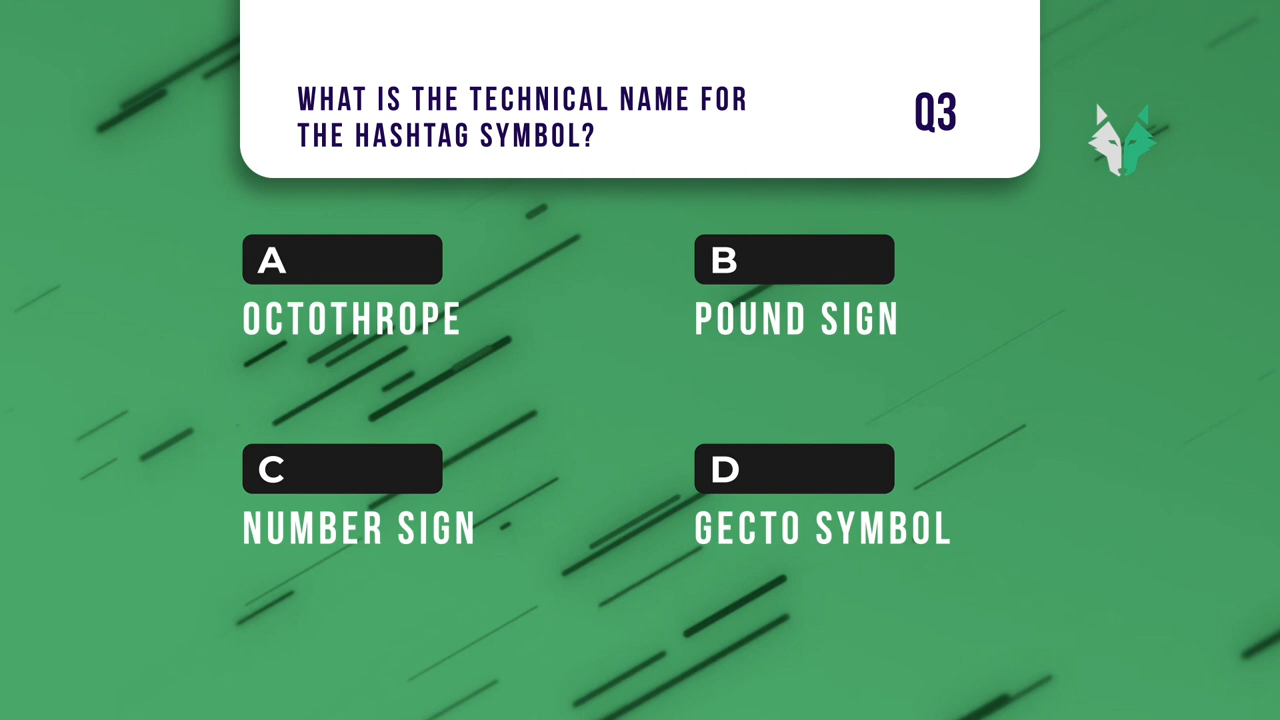 WHAT IS THE TECHNICAL NAME FOR
THE HASHTAG SYMBOL?
Q3
A
OCTOTHROPE
B
POUND SIGN
C
NUMBER SIGN
D
GECTO SYMBOL